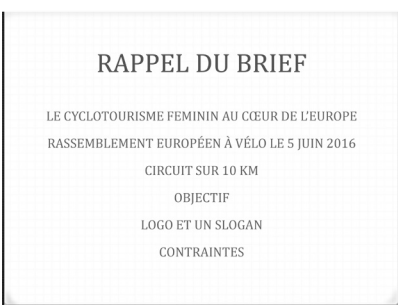 RAPPEL DU BRIEF
LE CYCLOTOURISME FEMININ AU CŒUR DE L'EUROPE
RASSEMBLEMENT EUROPÉEN À VÉLO LE 5 JUIN 2016
CIRCUIT SUR 10 KM
OBJECTIF
LOGO ET UN SLOGAN
CONTRAINTES